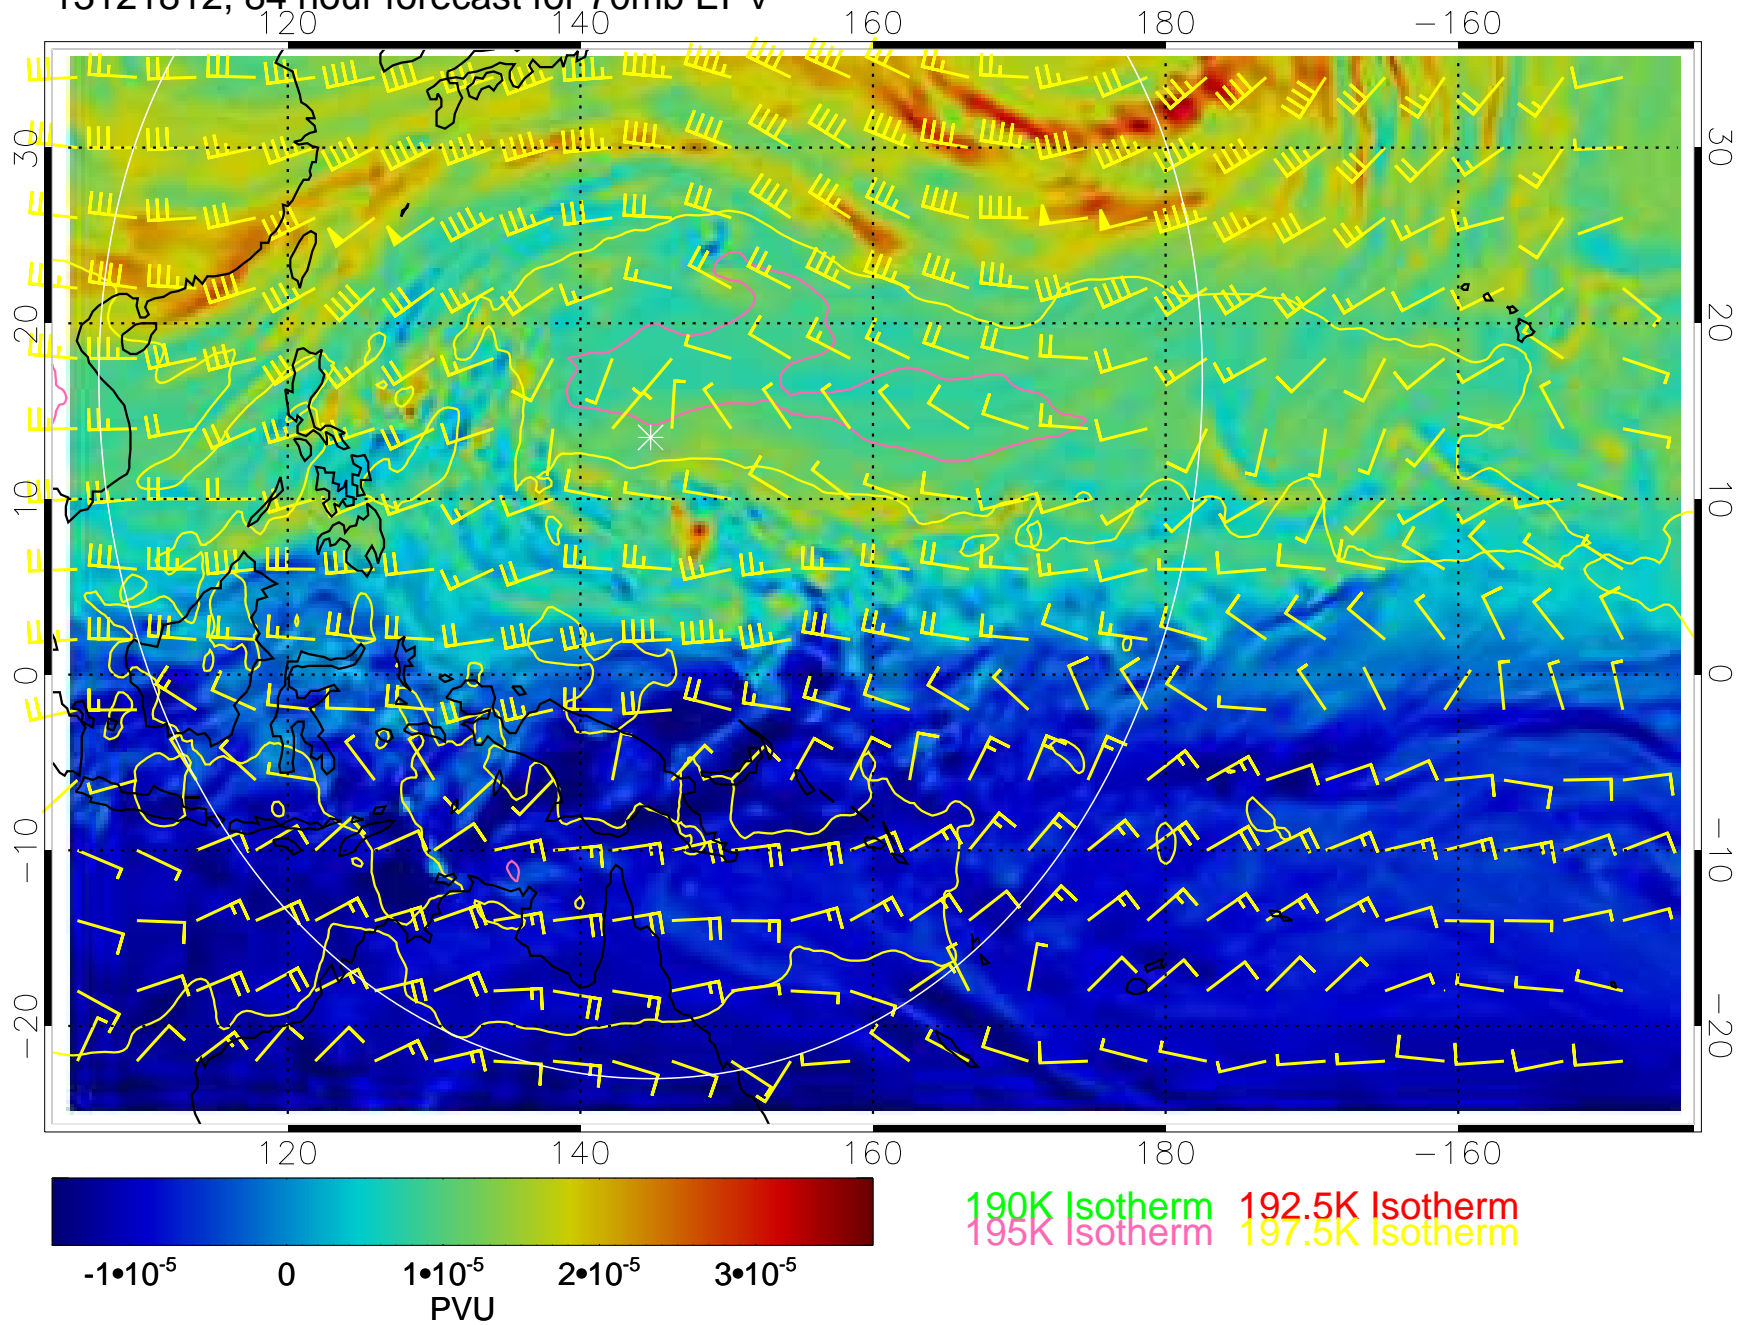 13121812, 84 hour forecast for 70mb EPV
120 140 160 180 −160
30 30
20 20
10 10
0 0
−10 −10
−20 −20
120 140 160 180 −160
-1•10-5 0 1•10-5 2•10-5 3•10-5
PVU
190K Isotherm 192.5K Isotherm
195K Isotherm 197.5K Isotherm